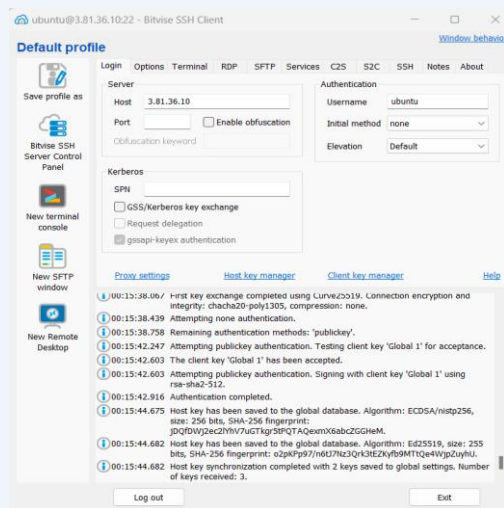 ubuntu@3.81.36.10:22 - Bitvise SSH Client
Default profile
Window behavio
Save profile as
Bitvise SSH
Server Control
Panel
New terminal
console
New SFTP
window
New Remote
Desktop
Login Options Terminal RDP SFTP Services C2S S2C SSH Notes About
Server
Host 3.81.36.10
Port Enable obfuscation
Obfuscation keyword
Authentication
Username ubuntu
Initial method none
Elevation Default
Kerberos
SPN
GSS/Kerberos key exchange
Request delegation
gssapi-keyex authentication
Proxy settings Host key manager Client key manager Help
00:15:38.067 First key exchange completed using Curve25519. Connection encryption and
integrity: chacha20-poly1305, compression: none.
00:15:38.439 Attempting none authentication.
00:15:38.758 Remaining authentication methods: 'publickey'.
00:15:42.247 Attempting publickey authentication. Testing client key 'Global 1' for acceptance.
00:15:42.603 The client key 'Global 1' has been accepted.
00:15:42.603 Attempting publickey authentication. Signing with client key 'Global 1' using
rsa-sha2-512.
00:15:42.916 Authentication completed.
00:15:44.675 Host key has been saved to the global database. Algorithm: ECDSA/nistp256,
size: 256 bits, SHA-256 fingerprint:
00:15:44.682 Host key has been saved to the global database. Algorithm: Ed25519, size: 255
bits, SHA-256 fingerprint:
00:15:44.682 Host key synchronization completed with 2 keys saved to global settings. Number
of keys received: 3.
Log out Exit